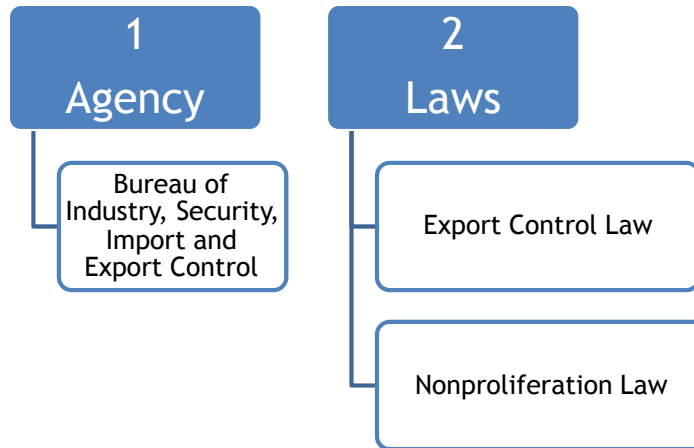 1
Agency
Bureau of
Industry, Security,
Import and
Export Control
2
Laws
Export Control Law
Nonproliferation Law